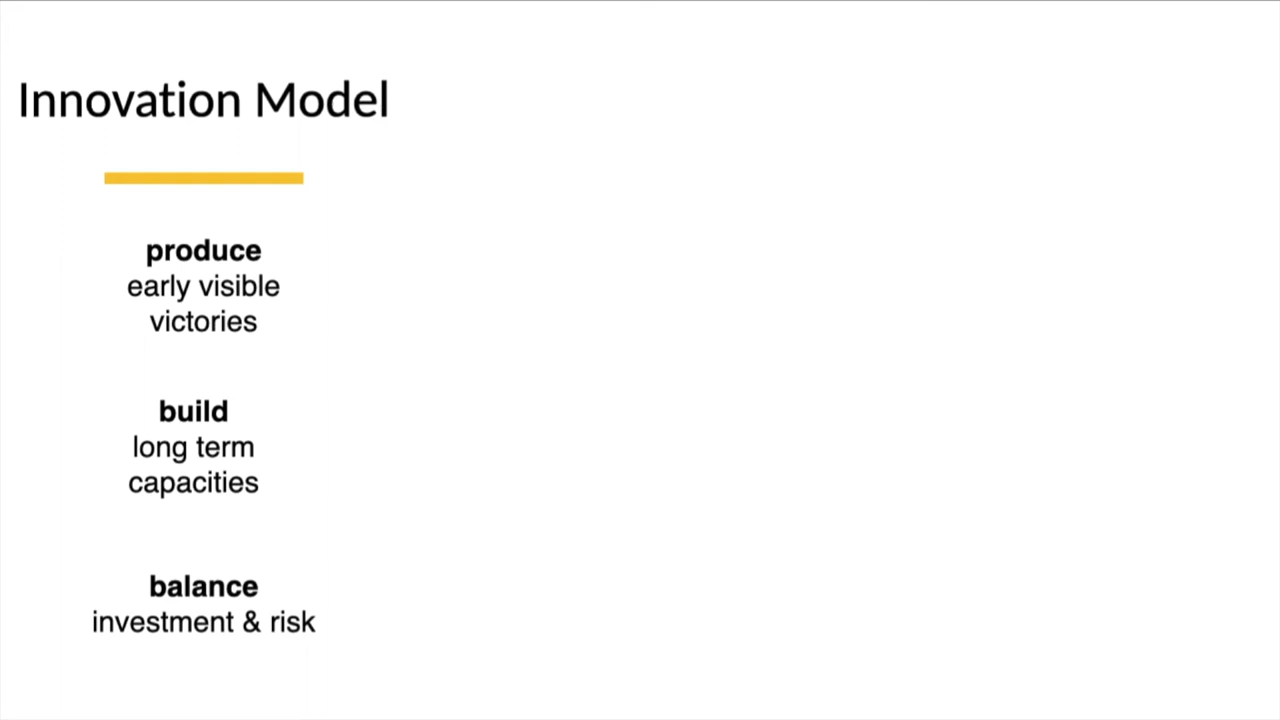 Innovation Model
produce
early visible
victories
build
long term
capacities
balance
investment & risk